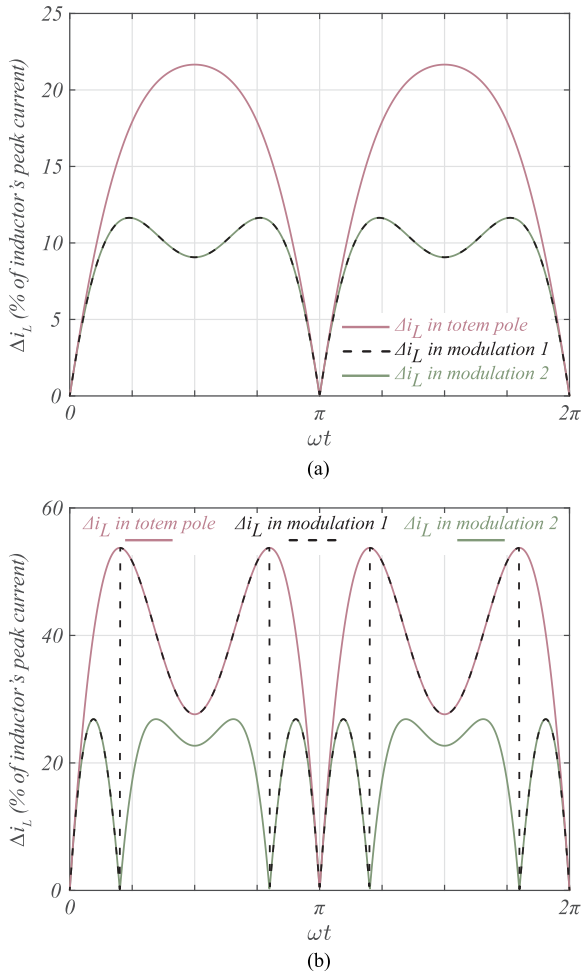 25
20
15
10
5
0
Δi_L (% of inductor's peak current)
Δi_L in totem pole
Δi_L in modulation 1
Δi_L in modulation 2
0 π 2π
ωt
(a)
60
40
20
0
Δi_L (% of inductor's peak current)
Δi_L in totem pole Δi_L in modulation 1 Δi_L in modulation 2
0 π 2π
ωt
(b)